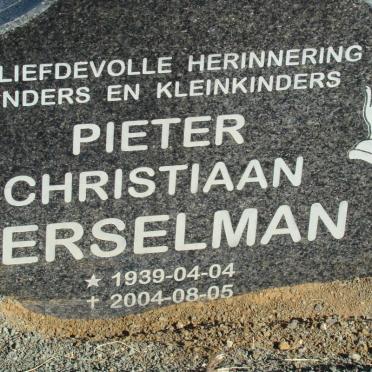 LIEFDEVOLLE HERINNERING
NDERS EN KLEINKINDERS
PIETER
CHRISTIAAN
ERSELMAN
★ 1939-04-04
✝ 2004-08-05